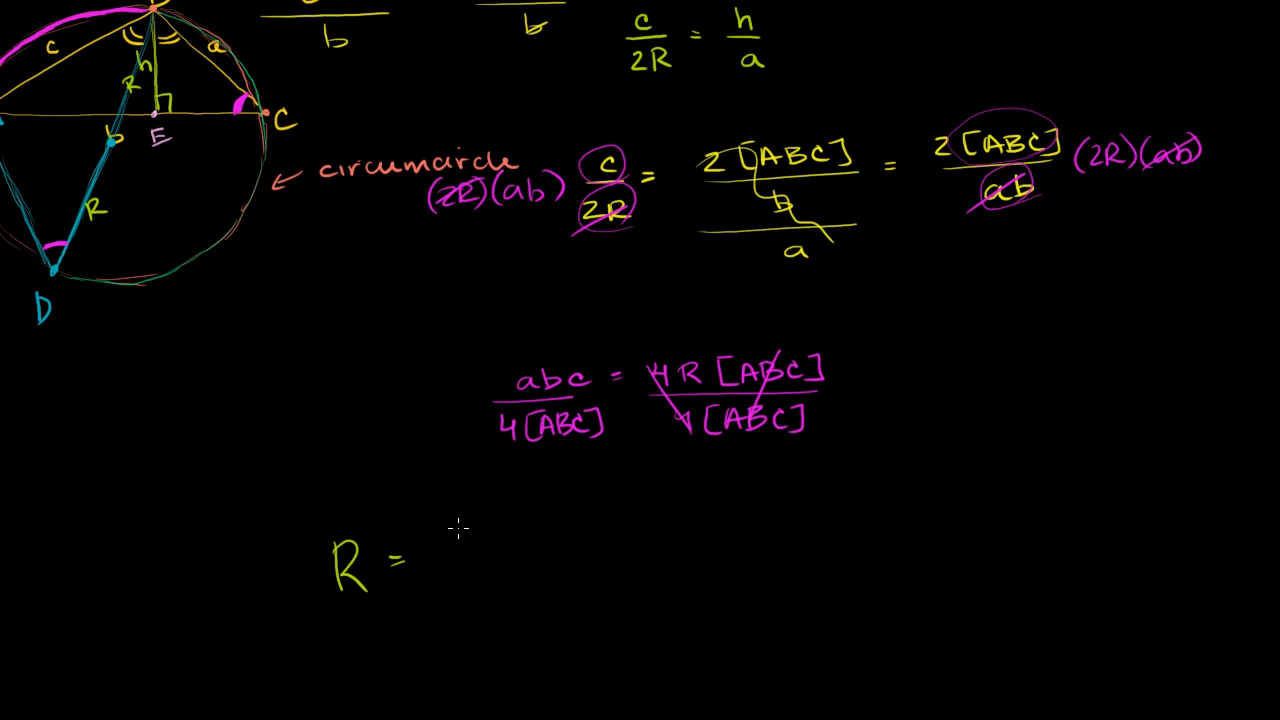 b
b
c/2R = h/a
c
a
h
R
b
E
C
R
D
circumcircle
(2R)(ab) c/2R = 2[ABC]/b/a = 2[ABC]/ab (2R)(ab)
abc/4[ABC] = 4R[ABC]/4[ABC]
R =